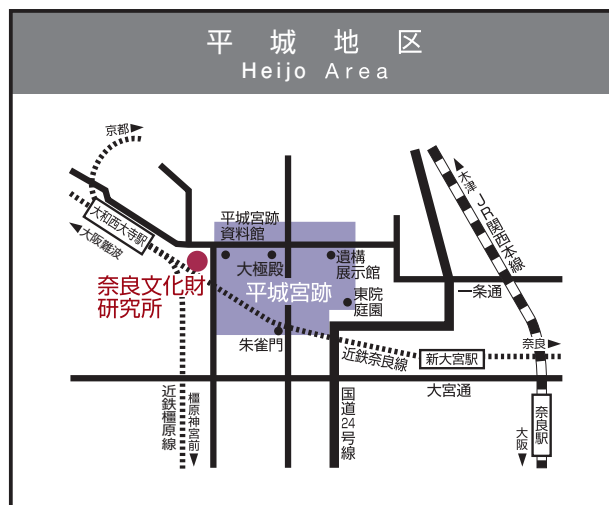 平城地区
Heijo Area
京都
木津
JR関西本線
大和西大寺駅
大阪難波
平城宮跡
資料館
大極殿
遺構
展示館
奈良文化財
研究所
平城宮跡
東院
庭園
一条通
朱雀門
近鉄奈良線
新大宮駅
奈良
大宮通
近鉄橿原線
橿原神宮前
国道24号線
大阪
奈良駅